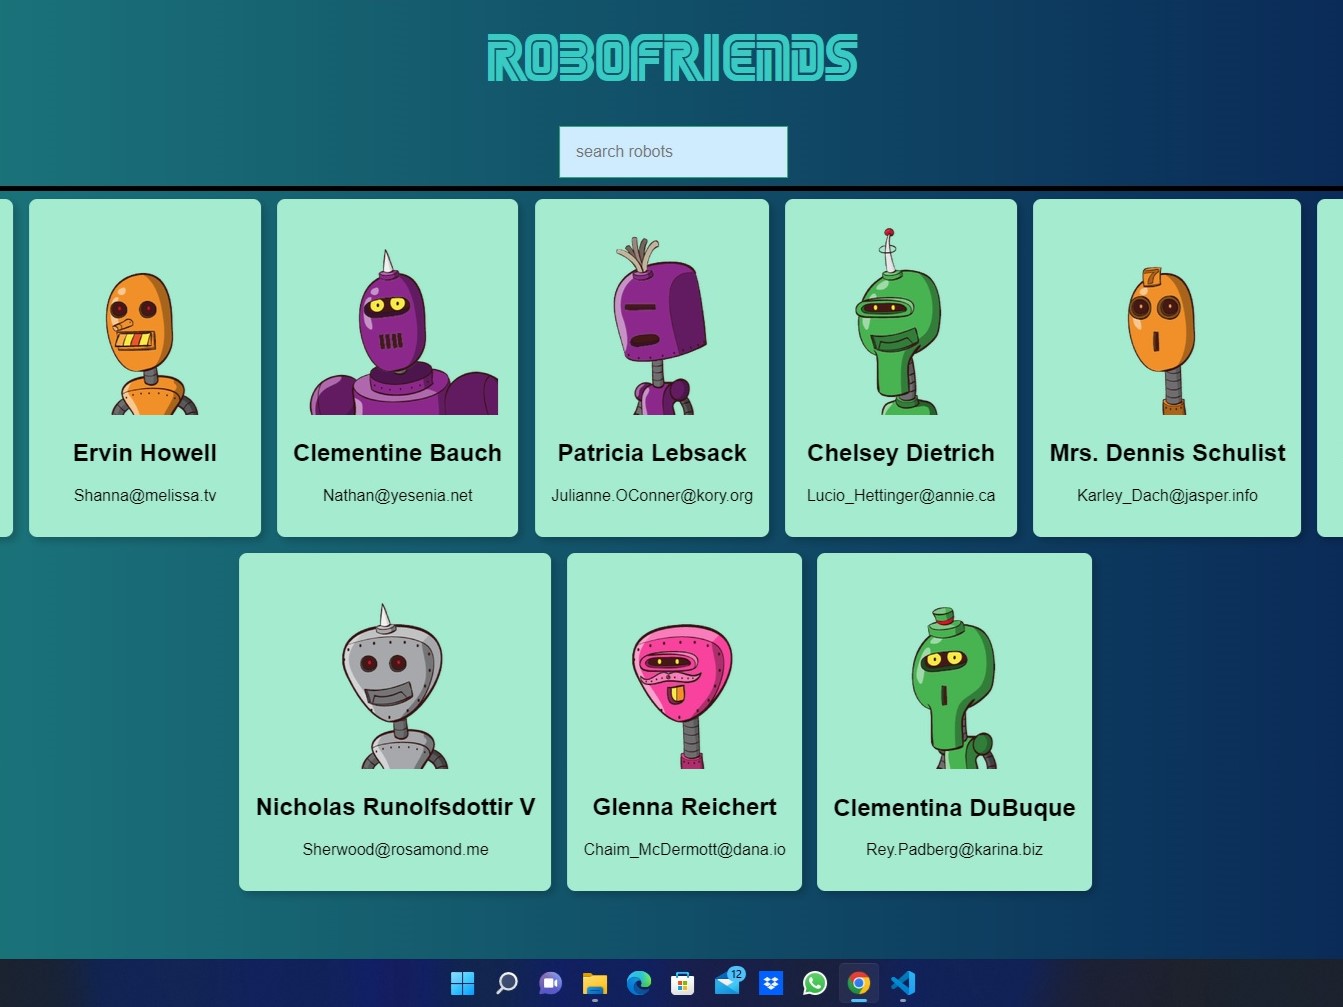 ROBOFRIENDS
search robots
Ervin Howell
Shanna@melissa.tv
Clementine Bauch
Nathan@yesenia.net
Patricia Lebsack
Julianne.OConner@kory.org
Chelsey Dietrich
Lucio_Hettinger@annie.ca
Mrs. Dennis Schulist
Karley_Dach@jasper.info
7
Nicholas Runolfsdottir V
Sherwood@rosamond.me
Glenna Reichert
Chaim_McDermott@dana.io
Clementina DuBuque
Rey.Padberg@karina.biz
12